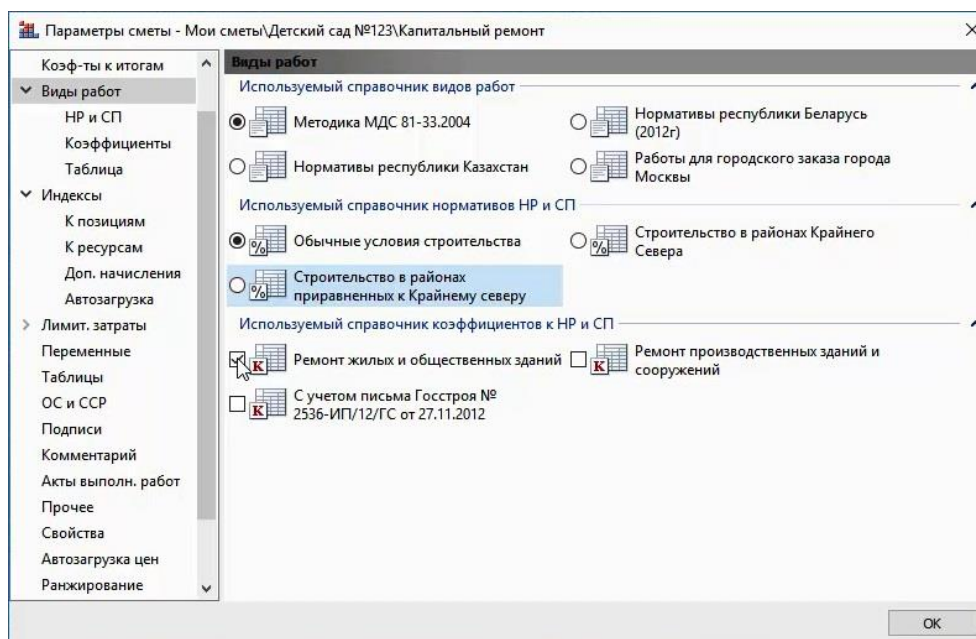 Параметры сметы - Мои сметы\Детский сад №123\Капитальный ремонт
Коэф-ты к итогам
Виды работ
НР и СП
Коэффициенты
Таблица
Индексы
К позициям
К ресурсам
Доп. начисления
Автозагрузка
Лимит. затраты
Переменные
Таблицы
ОС и ССР
Подписи
Комментарий
Акты выполн. работ
Прочее
Свойства
Автозагрузка цен
Ранжирование
Виды работ
Используемый справочник видов работ
Методика МДС 81-33.2004
Нормативы республики Беларусь
(2012г)
Нормативы республики Казахстан
Работы для городского заказа города
Москвы
Используемый справочник нормативов НР и СП
% Обычные условия строительства
% Строительство в районах Крайнего
Севера
% Строительство в районах
приравненных к Крайнему северу
Используемый справочник коэффициентов к НР и СП
К Ремонт жилых и общественных зданий
К Ремонт производственных зданий и
сооружений
К С учетом письма Госстроя №
2536-ИП/12/ГС от 27.11.2012
ОК